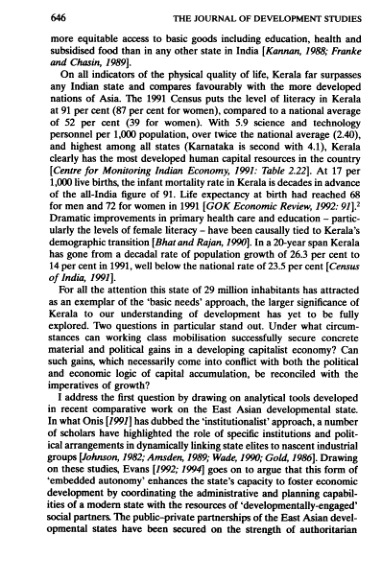 646 THE JOURNAL OF DEVELOPMENT STUDIES
more equitable access to basic goods including education, health and
subsidised food than in any other state in India [Kannan, 1988; Franke
and Chasin, 1989].
On all indicators of the physical quality of life, Kerala far surpasses
any Indian state and compares favourably with the more developed
nations of Asia. The 1991 Census puts the level of literacy in Kerala
at 91 per cent (87 per cent for women), compared to a national average
of 52 per cent (39 for women). With 5.9 science and technology
personnel per 1,000 population, over twice the national average (2.40),
and highest among all states (Karnataka is second with 4.1), Kerala
clearly has the most developed human capital resources in the country
[Centre for Monitoring Indian Economy, 1991: Table 2.22]. At 17 per
1,000 live births, the infant mortality rate in Kerala is decades in advance
of the all-India figure of 91. Life expectancy at birth had reached 68
for men and 72 for women in 1991 [GOK Economic Review, 1992: 91].2
Dramatic improvements in primary health care and education – partic-
ularly the levels of female literacy – have been causally tied to Kerala's
demographic transition [Bhat and Rajan, 1990]. In a 20-year span Kerala
has gone from a decadal rate of population growth of 26.3 per cent to
14 per cent in 1991, well below the national rate of 23.5 per cent [Census
of India, 1991].
For all the attention this state of 29 million inhabitants has attracted
as an exemplar of the 'basic needs' approach, the larger significance of
Kerala to our understanding of development has yet to be fully
explored. Two questions in particular stand out. Under what circum-
stances can working class mobilisation successfully secure concrete
material and political gains in a developing capitalist economy? Can
such gains, which necessarily come into conflict with both the political
and economic logic of capital accumulation, be reconciled with the
imperatives of growth?
I address the first question by drawing on analytical tools developed
in recent comparative work on the East Asian developmental state.
In what Onis [1991] has dubbed the 'institutionalist' approach, a number
of scholars have highlighted the role of specific institutions and polit-
ical arrangements in dynamically linking state elites to nascent industrial
groups [Johnson, 1982; Amsden, 1989; Wade, 1990; Gold, 1986]. Drawing
on these studies, Evans [1992; 1994] goes on to argue that this form of
'embedded autonomy' enhances the state's capacity to foster economic
development by coordinating the administrative and planning capabil-
ities of a modern state with the resources of 'developmentally-engaged'
social partners. The public–private partnerships of the East Asian devel-
opmental states have been secured on the strength of authoritarian